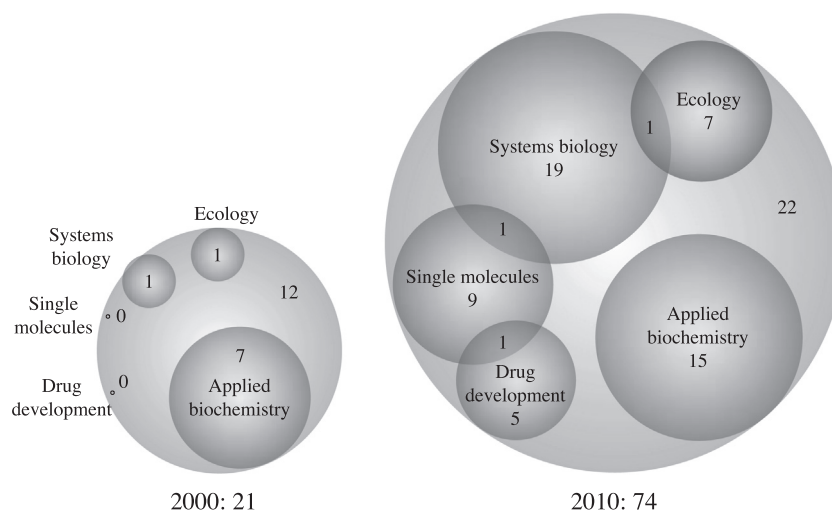 Ecology
1
Systems
biology
1
12
Single
molecules
0
Drug
development
0
7
Applied
biochemistry
2000: 21
Systems biology
19
1
Ecology
7
22
1
Single molecules
9
1
Drug
development
5
Applied
biochemistry
15
2010: 74